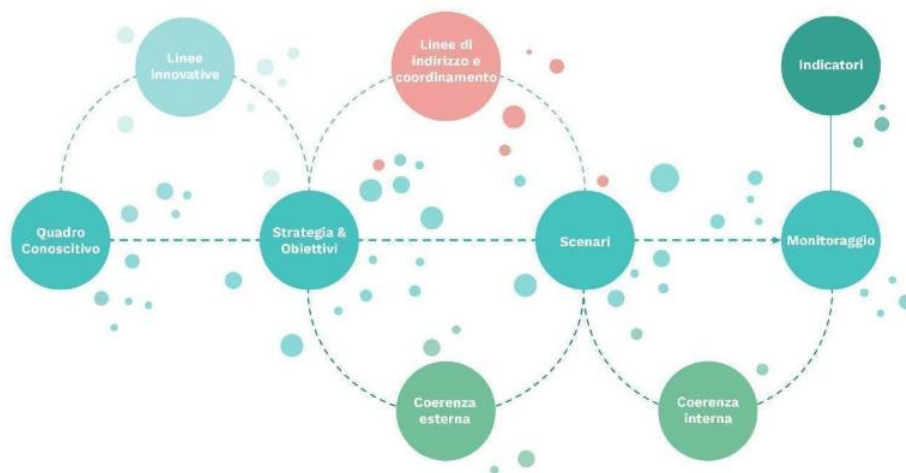 Linee
innovative
Linee di
indirizzo e
coordinamento
Indicatori
Quadro
Conoscitivo
Strategia &
Obiettivi
Scenari
Monitoraggio
Coerenza
esterna
Coerenza
interna